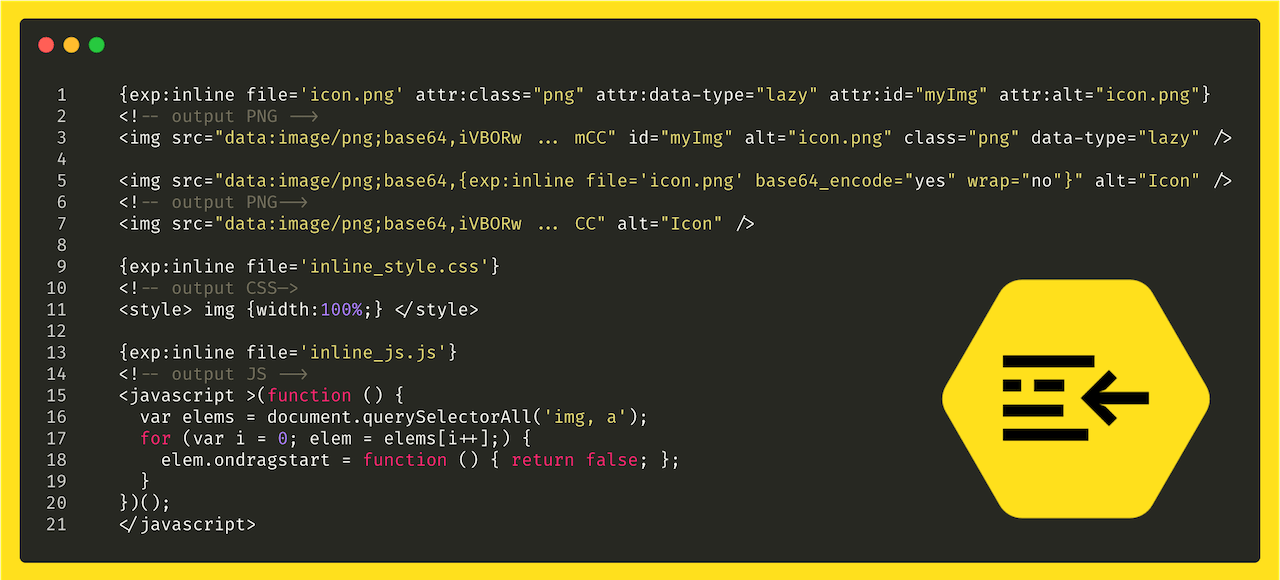 1 {exp:inline file='icon.png' attr:class="png" attr:data-type="lazy" attr:id="myImg" attr:alt="icon.png"}
2 <!-- output PNG -->
3 <img src="data:image/png;base64,iVBORw ... mCC" id="myImg" alt="icon.png" class="png" data-type="lazy" />
4
5 <img src="data:image/png;base64,{exp:inline file='icon.png' base64_encode="yes" wrap="no"}" alt="Icon" />
6 <!-- output PNG-->
7 <img src="data:image/png;base64,iVBORw ... CC" alt="Icon" />
8
9 {exp:inline file='inline_style.css'}
10 <!-- output CSS->
11 <style> img {width:100%;} </style>
12
13 {exp:inline file='inline_js.js'}
14 <!-- output JS -->
15 <javascript >(function () {
16   var elems = document.querySelectorAll('img, a');
17   for (var i = 0; elem = elems[i++];) {
18     elem.ondragstart = function () { return false; };
19   }
20 })();
21 </javascript>